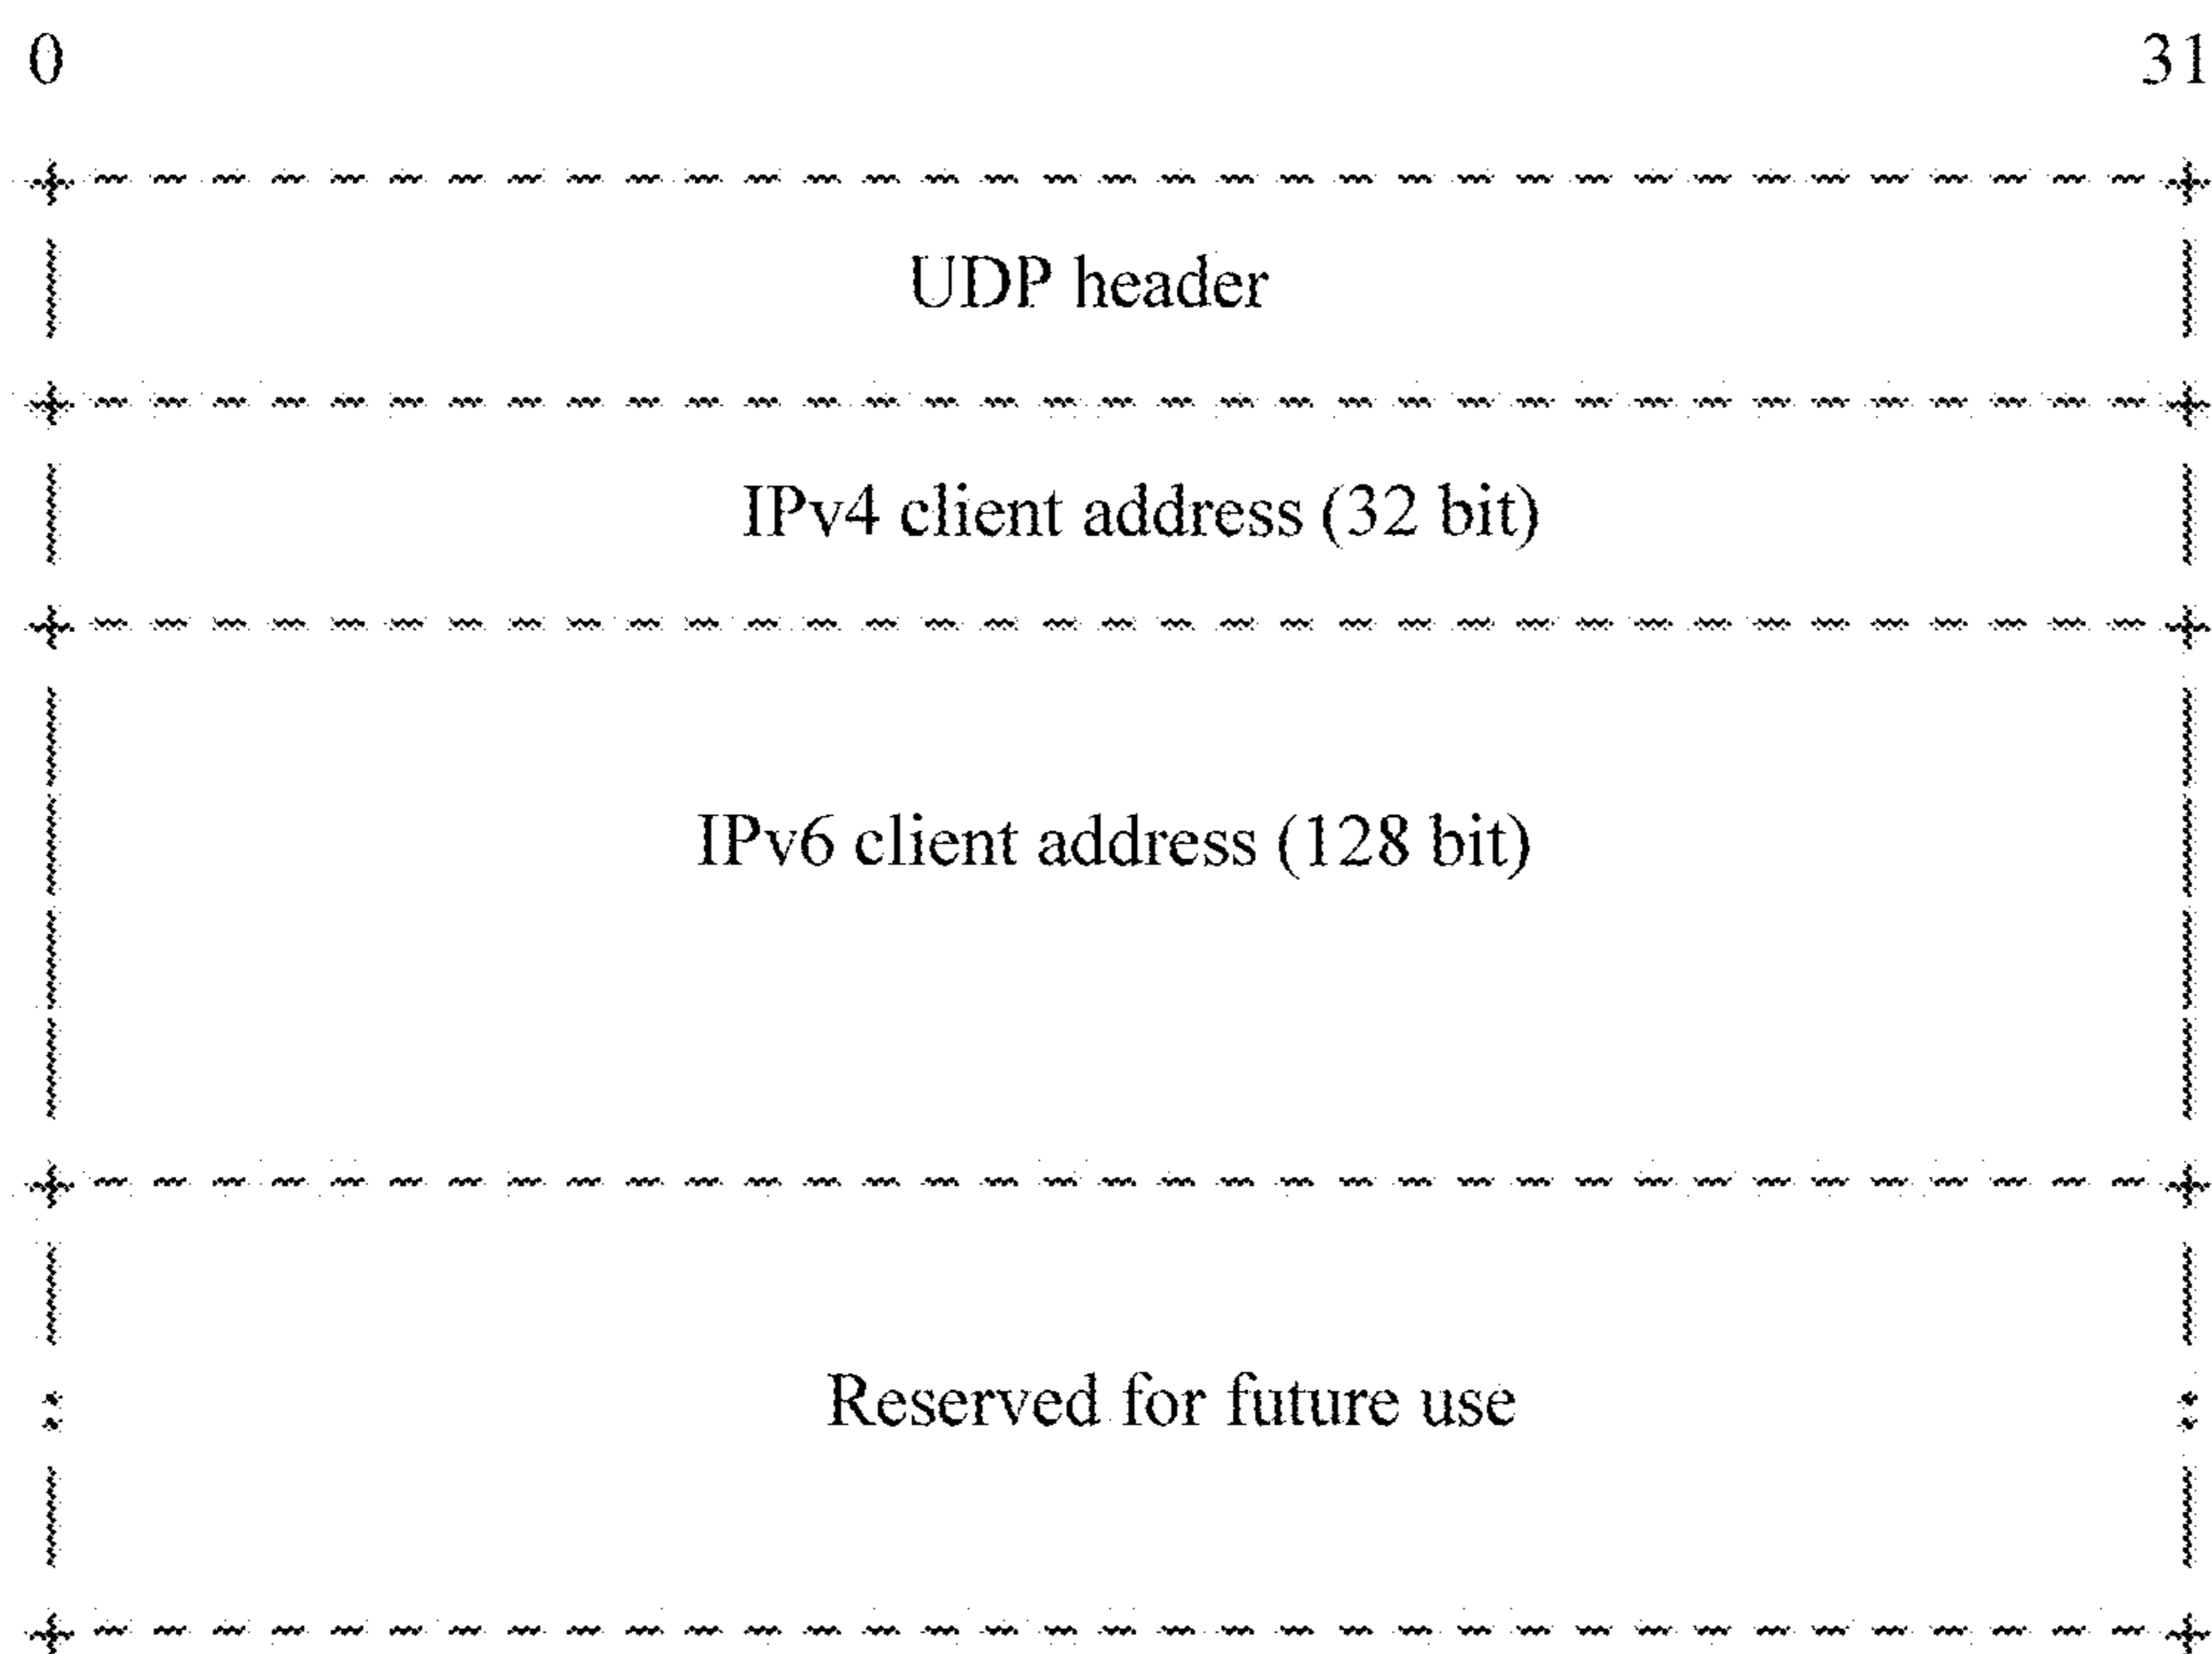 0 31
UDP header
IPv4 client address (32 bit)
IPv6 client address (128 bit)
Reserved for future use